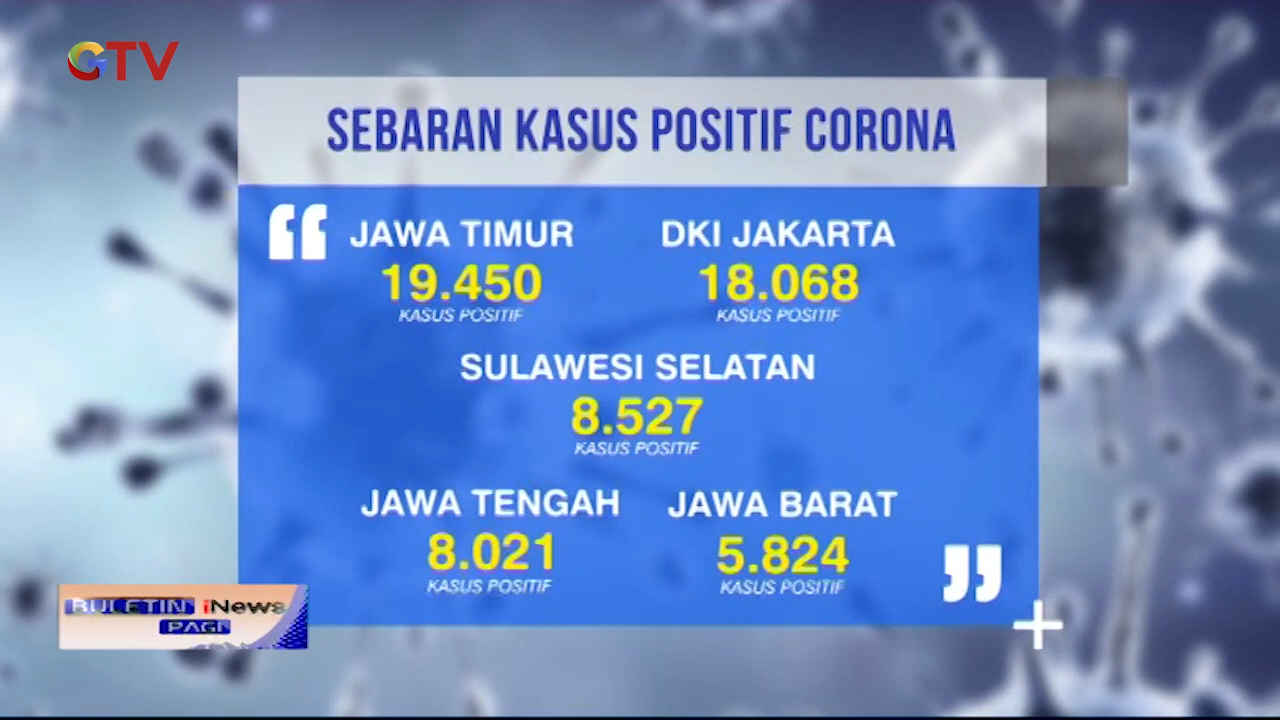 GTV
SEBARAN KASUS POSITIF CORONA
“ JAWA TIMUR
19.450
KASUS POSITIF
DKI JAKARTA
18.068
KASUS POSITIF
SULAWESI SELATAN
8.527
KASUS POSITIF
JAWA TENGAH
8.021
KASUS POSITIF
JAWA BARAT
5.824
KASUS POSITIF ”
BULETIN iNews
PAGI